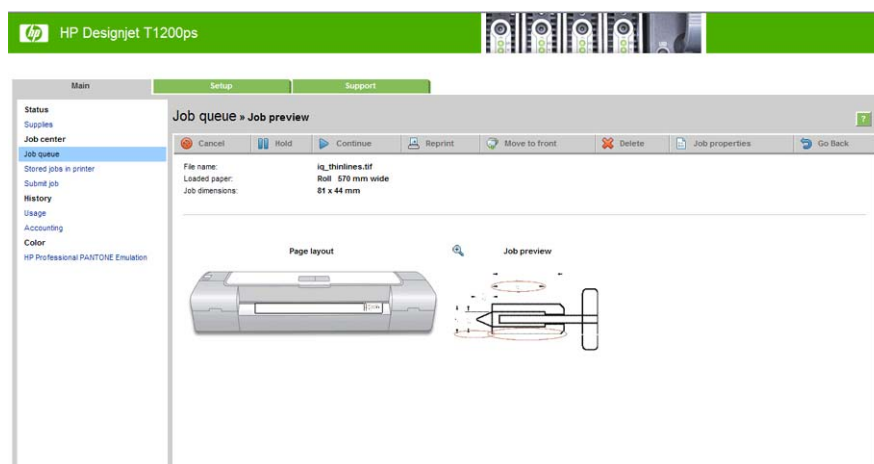 hp HP Designjet T1200ps
Main Setup Support
Status
Supplies
Job center
Job queue
Stored jobs in printer
Submit job
History
Usage
Accounting
Color
HP Professional PANTONE Emulation
Job queue » Job preview
?
Cancel Hold Continue Reprint Move to front Delete Job properties Go Back
File name: iq_thinlines.tif
Loaded paper: Roll 570 mm wide
Job dimensions: 81 x 44 mm
Page layout
Job preview